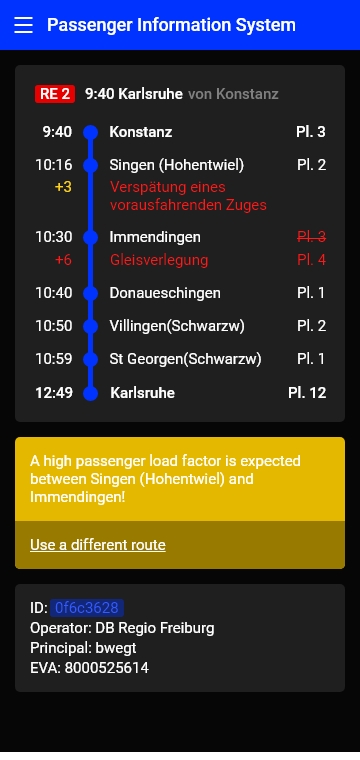 Passenger Information System
RE 2 9:40 Karlsruhe von Konstanz
9:40 Konstanz Pl. 3
10:16 Singen (Hohentwiel) Pl. 2
+3 Verspätung eines
vorausfahrenden Zuges
10:30 Immendingen Pl. 3
+6 Gleisverlegung Pl. 4
10:40 Donaueschingen Pl. 1
10:50 Villingen(Schwarzw) Pl. 2
10:59 St Georgen(Schwarzw) Pl. 1
12:49 Karlsruhe Pl. 12
A high passenger load factor is expected
between Singen (Hohentwiel) and
Immendingen!
Use a different route
ID: 0f6c3628
Operator: DB Regio Freiburg
Principal: bwegt
EVA: 8000525614